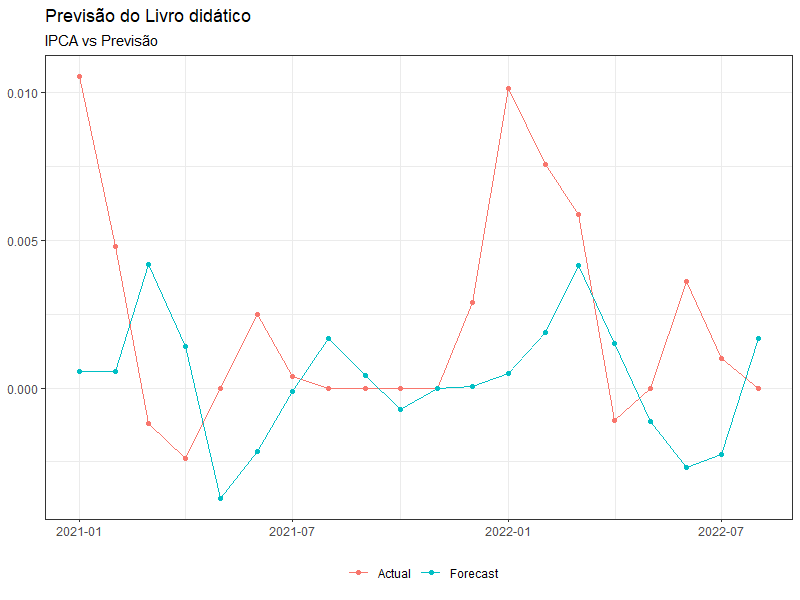 Previsão do Livro didático
IPCA vs Previsão
0.010
0.005
0.000
2021-01 2021-07 2022-01 2022-07
Actual Forecast